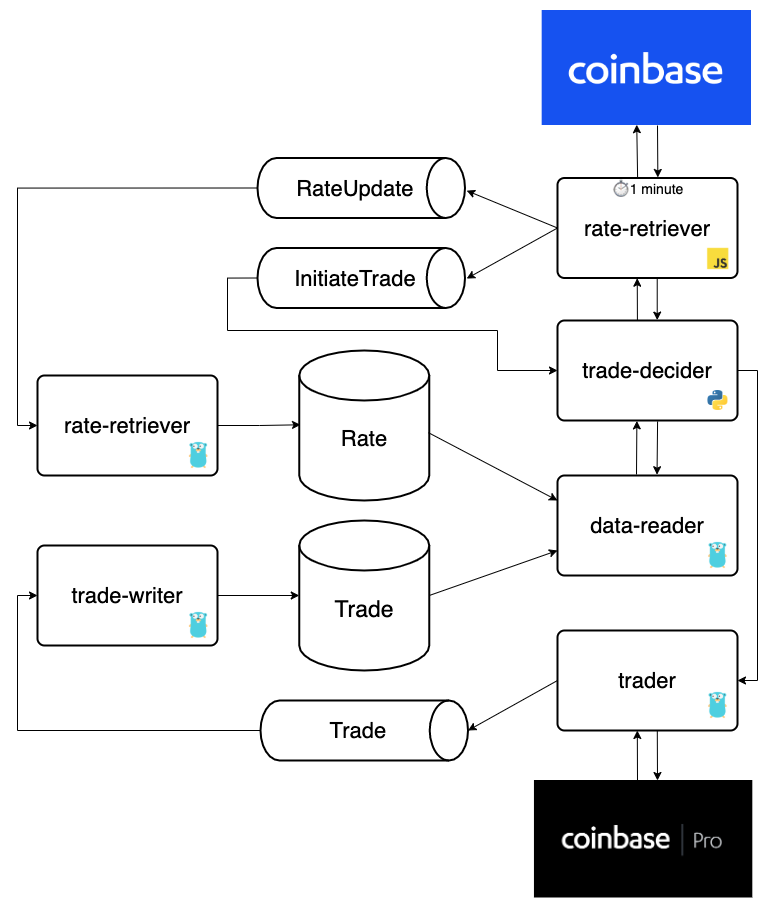 coinbase
1 minute
RateUpdate
rate-retriever
JS
InitiateTrade
trade-decider
rate-retriever
Rate
data-reader
trade-writer
Trade
trader
Trade
coinbase | Pro